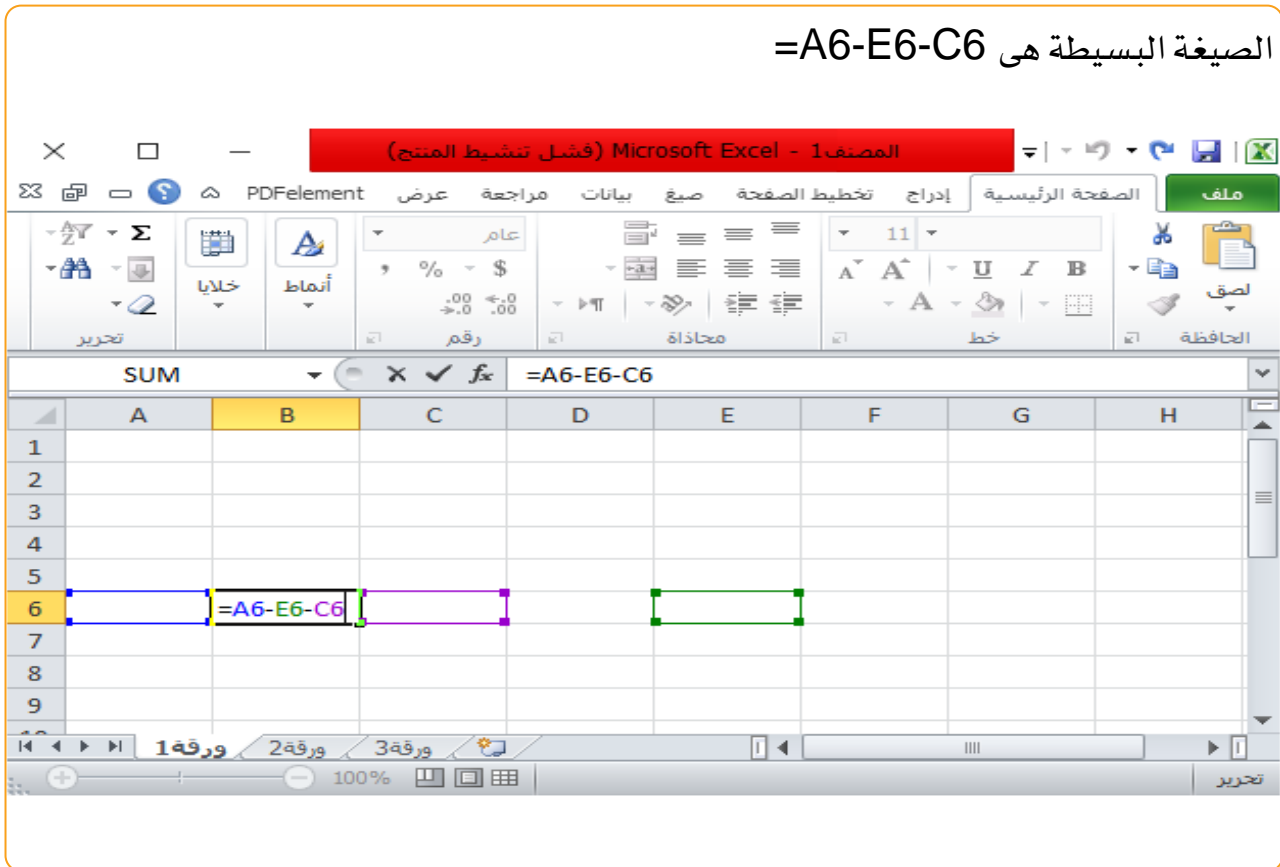 الصيغة البسيطة هى A6-E6-C6=
المصنف1 - Microsoft Excel (فشل تنشيط المنتج)
ملف الصفحة الرئيسية إدراج تخطيط الصفحة صيغ بيانات مراجعة عرض PDFelement
عام
11
$ %
لصق
B I U
أنماط
خلايا
الحافظة خط محاذاة رقم تحرير
SUM fx =A6-E6-C6
A B C D E F G H
1
2
3
4
5
6 =A6-E6-C6
7
8
9
ورقة1 ورقة2 ورقة3
100%
تحرير